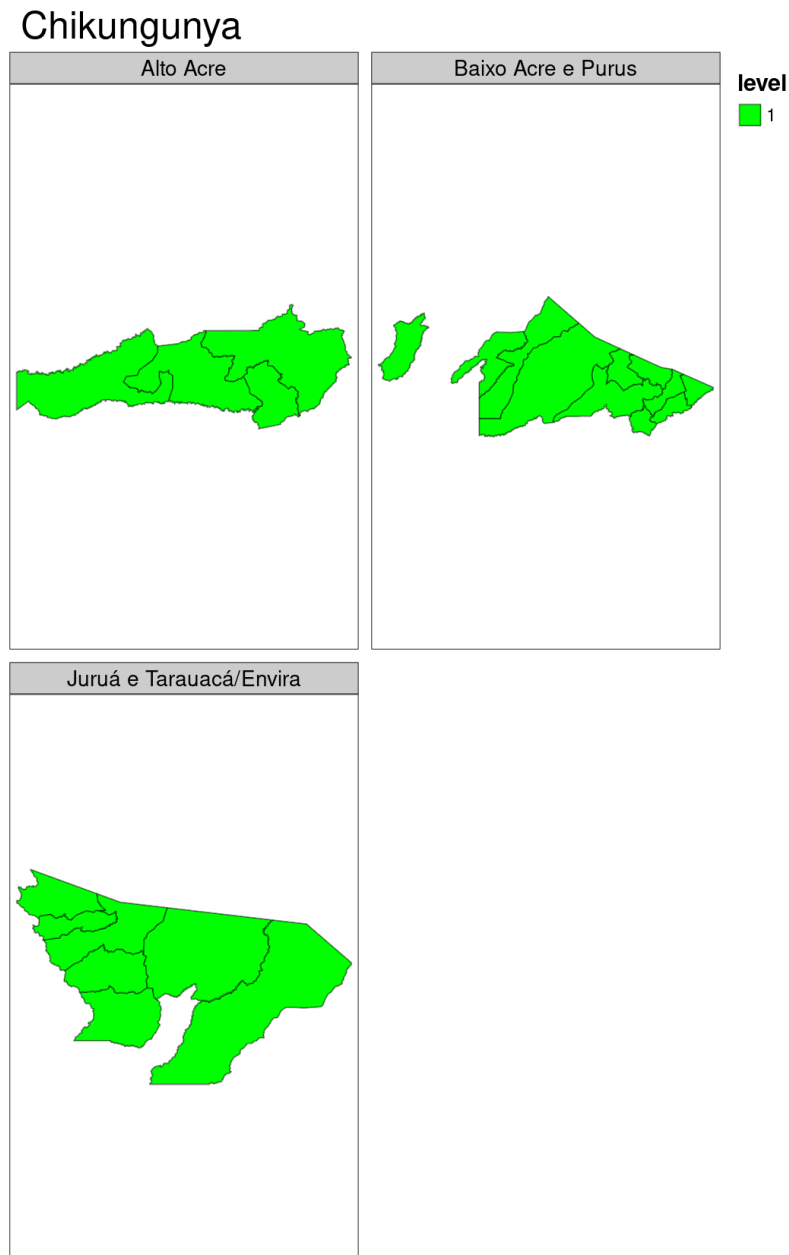 Chikungunya
Alto Acre
Baixo Acre e Purus
level
1
Juruá e Tarauacá/Envira